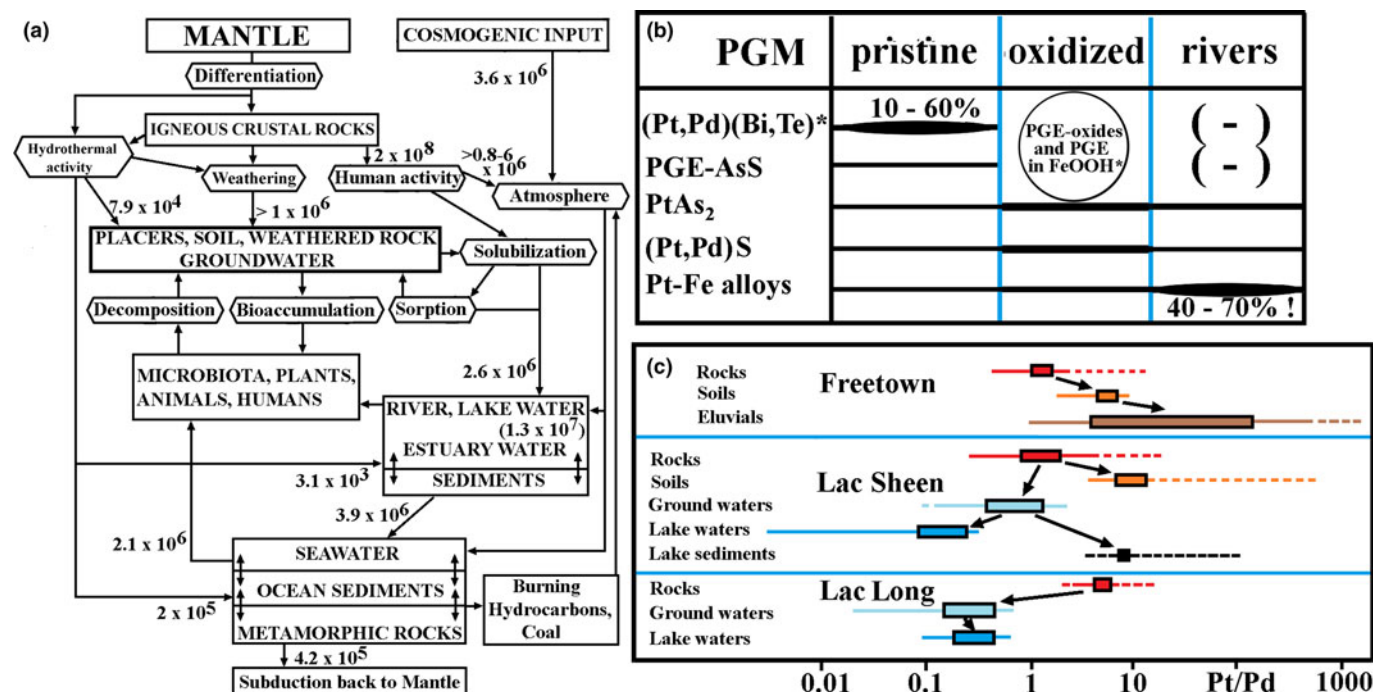 (a)
MANTLE
COSMOGENIC INPUT
Differentiation
3.6 x 10^6
IGNEOUS CRUSTAL ROCKS
Hydrothermal
activity
2 x 10^8
>0.8-6
x 10^6
Weathering
Human activity
Atmosphere
7.9 x 10^4
> 1 x 10^6
PLACERS, SOIL, WEATHERED ROCK
GROUNDWATER
Solubilization
Decomposition
Bioaccumulation
Sorption
MICROBIOTA, PLANTS,
ANIMALS, HUMANS
2.6 x 10^6
RIVER, LAKE WATER
(1.3 x 10^7)
ESTUARY WATER
SEDIMENTS
3.1 x 10^3
3.9 x 10^6
2.1 x 10^6
SEAWATER
OCEAN SEDIMENTS
METAMORPHIC ROCKS
2 x 10^5
Burning
Hydrocarbons,
Coal
4.2 x 10^5
Subduction back to Mantle
(b)
PGM
pristine
oxidized
rivers
(Pt,Pd)(Bi,Te)*
10 - 60%
PGE-oxides
and PGE
in FeOOH*
( - )
PGE-AsS
( - )
PtAs2
(Pt,Pd)S
Pt-Fe alloys
40 - 70% !
(c)
Freetown
Rocks
Soils
Eluvials
Lac Sheen
Rocks
Soils
Ground waters
Lake waters
Lake sediments
Lac Long
Rocks
Ground waters
Lake waters
0.01 0.1 1 10 Pt/Pd 1000